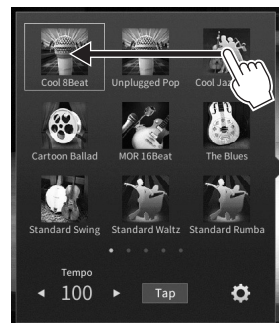 Cool 8Beat Unplugged Pop Cool Ja
Cartoon Ballad MOR 16Beat The Blues
Standard Swing Standard Waltz Standard Rumba
Tempo
100 Tap